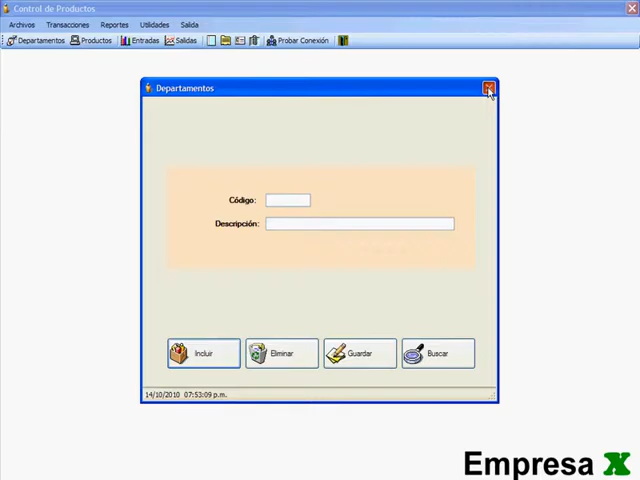 Control de Productos
Archivos Transacciones Reportes Utilidades Salida
Departamentos Productos Entradas Salidas Probar Conexión
Departamentos
Código:
Descripción:
Incluir Eliminar Guardar Buscar
14/10/2010 07:53:09 p.m.
Empresa X